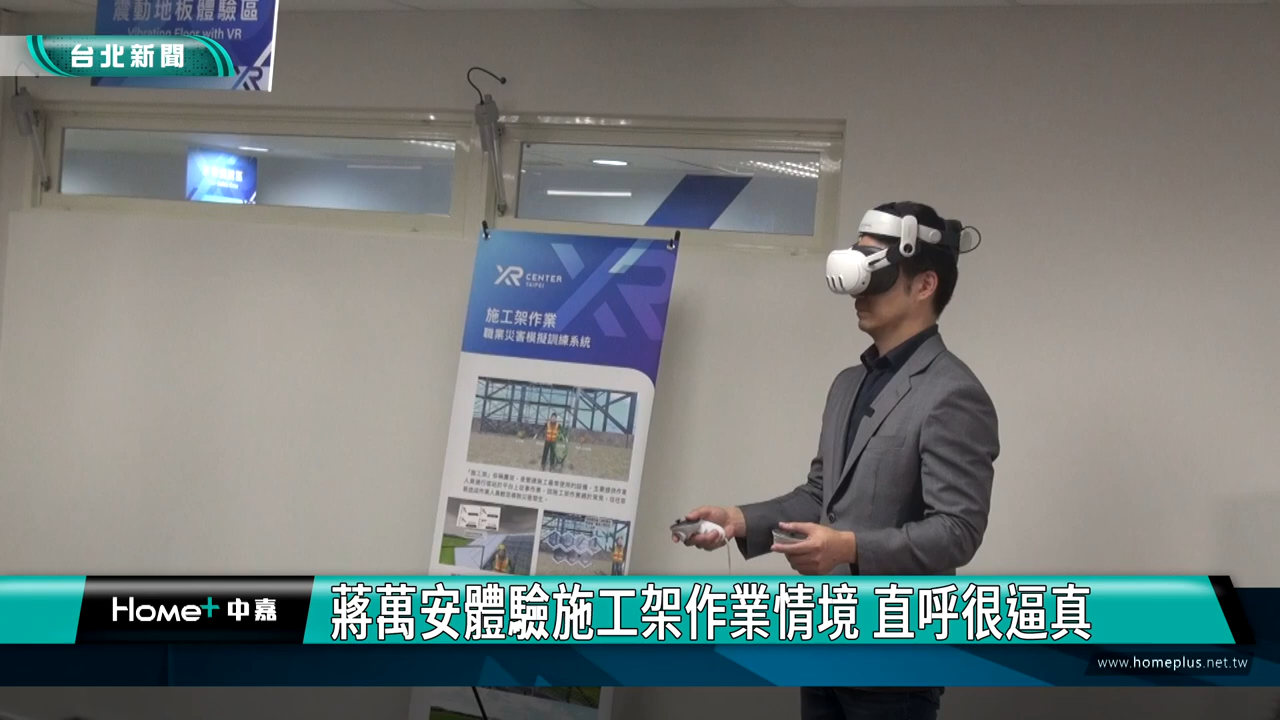 震動地板體驗區
Vibrating Floor with VR
台北新聞
XR
XR CENTER
TAIPEI
施工架作業
職業災害模擬訓練系統
Home+中嘉
蔣萬安體驗施工架作業情境 直呼很逼真
www.homeplus.net.tw